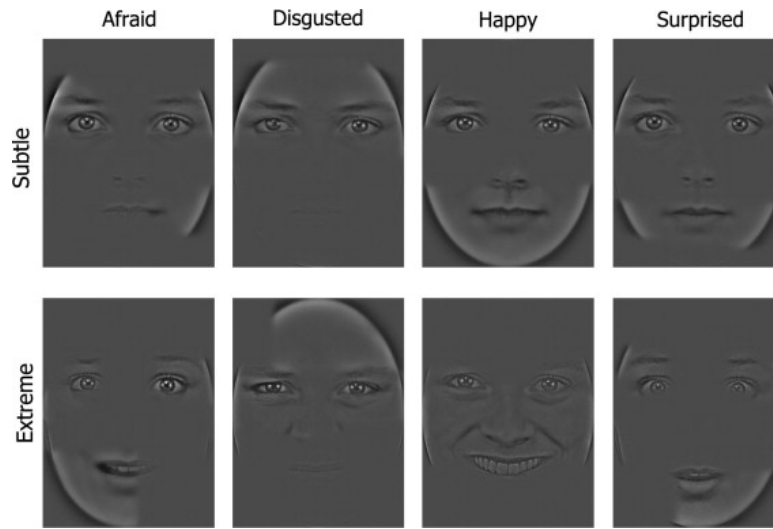 Afraid
Disgusted
Happy
Surprised
Subtle
Extreme